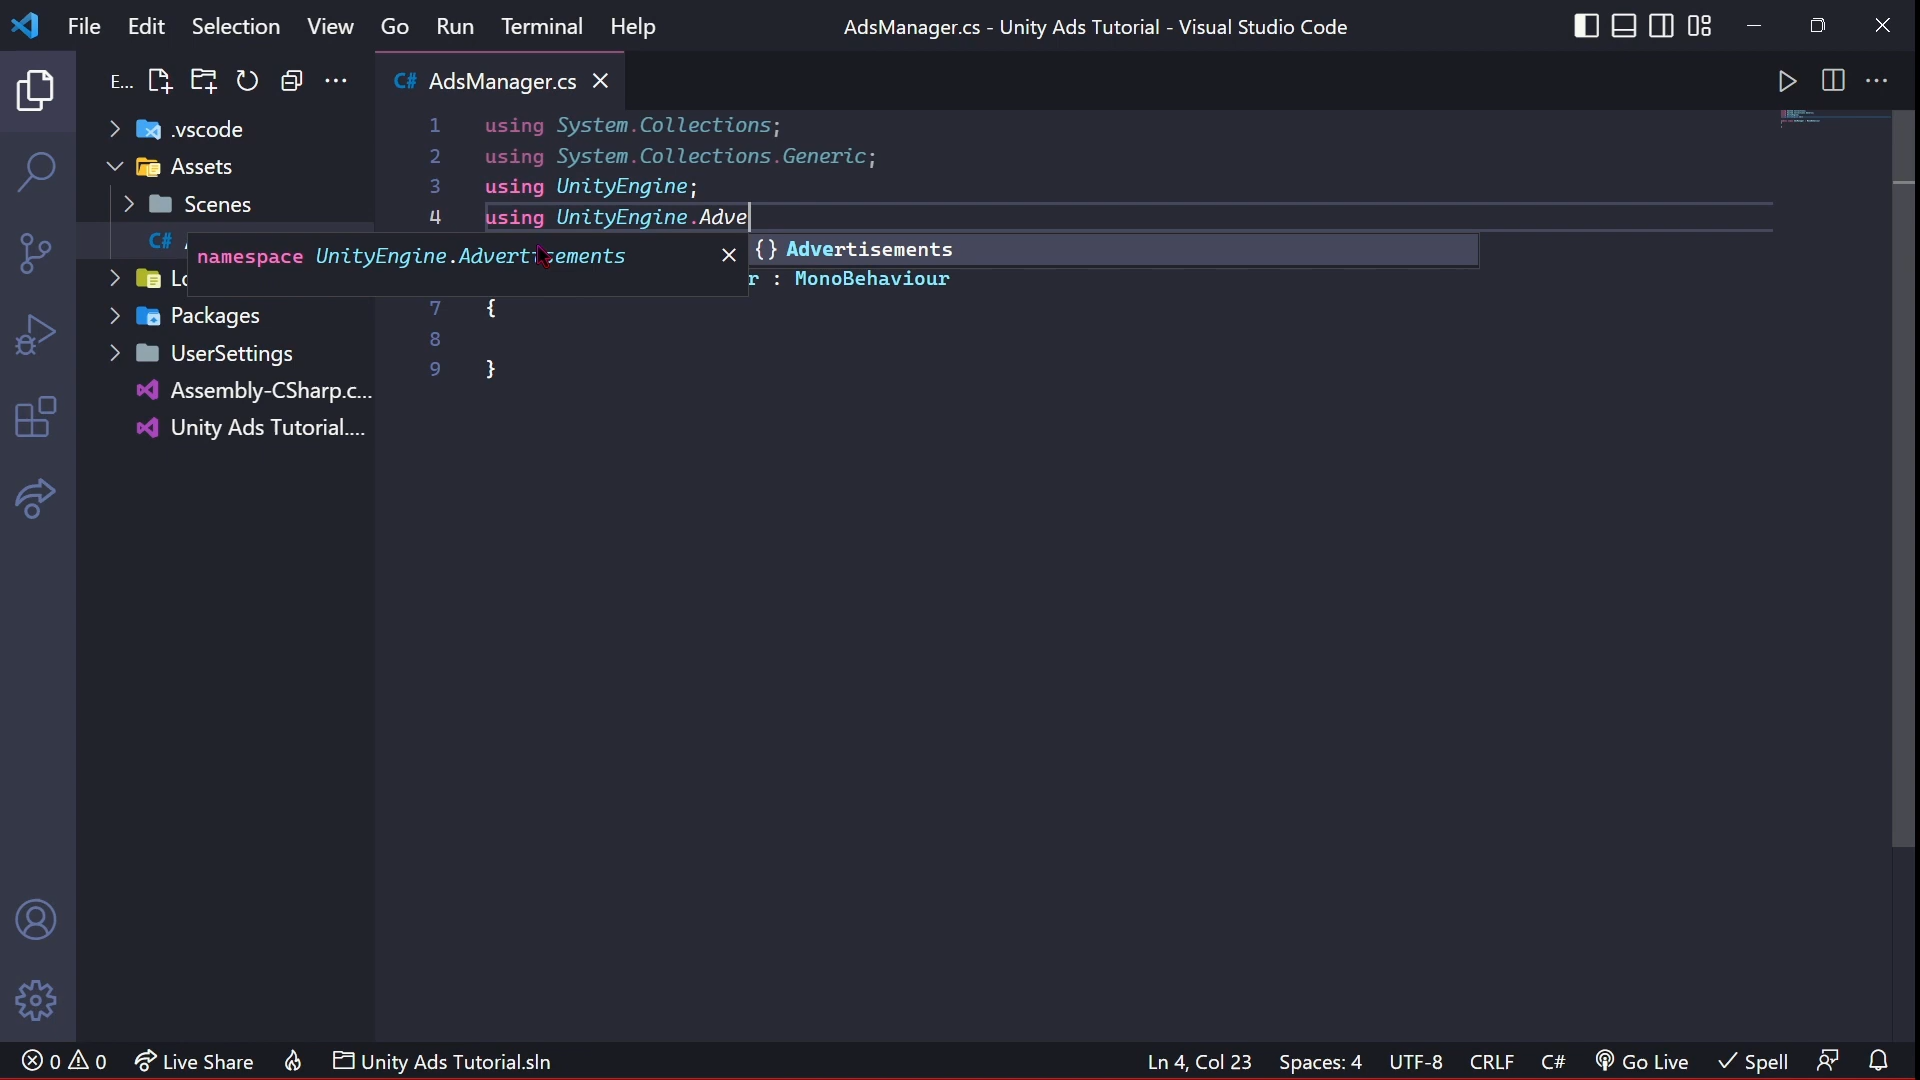 File Edit Selection View Go Run Terminal Help
AdsManager.cs - Unity Ads Tutorial - Visual Studio Code
E...
C# AdsManager.cs
.vscode
Assets
Scenes
C#
Packages
UserSettings
Assembly-CSharp.c...
Unity Ads Tutorial....
1 using System.Collections;
2 using System.Collections.Generic;
3 using UnityEngine;
4 using UnityEngine.Adve
namespace UnityEngine.Advertisements
{} Advertisements
r : MonoBehaviour
7 {
8
9 }
0 0 Live Share Unity Ads Tutorial.sln
Ln 4, Col 23 Spaces: 4 UTF-8 CRLF C# Go Live Spell